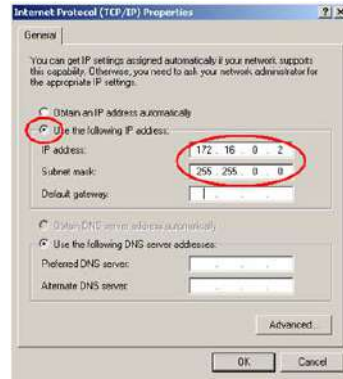 Internet Protocol (TCP/IP) Properties
General
You can get IP settings assigned automatically if your network supports
this capability. Otherwise, you need to ask your network administrator for
the appropriate IP settings.
Obtain an IP address automatically
Use the following IP address:
IP address: 172 . 16 . 0 . 2
Subnet mask: 255 . 255 . 0 . 0
Default gateway: . . .
Obtain DNS server address automatically
Use the following DNS server addresses:
Preferred DNS server: . . .
Alternate DNS server: . . .
Advanced...
OK Cancel